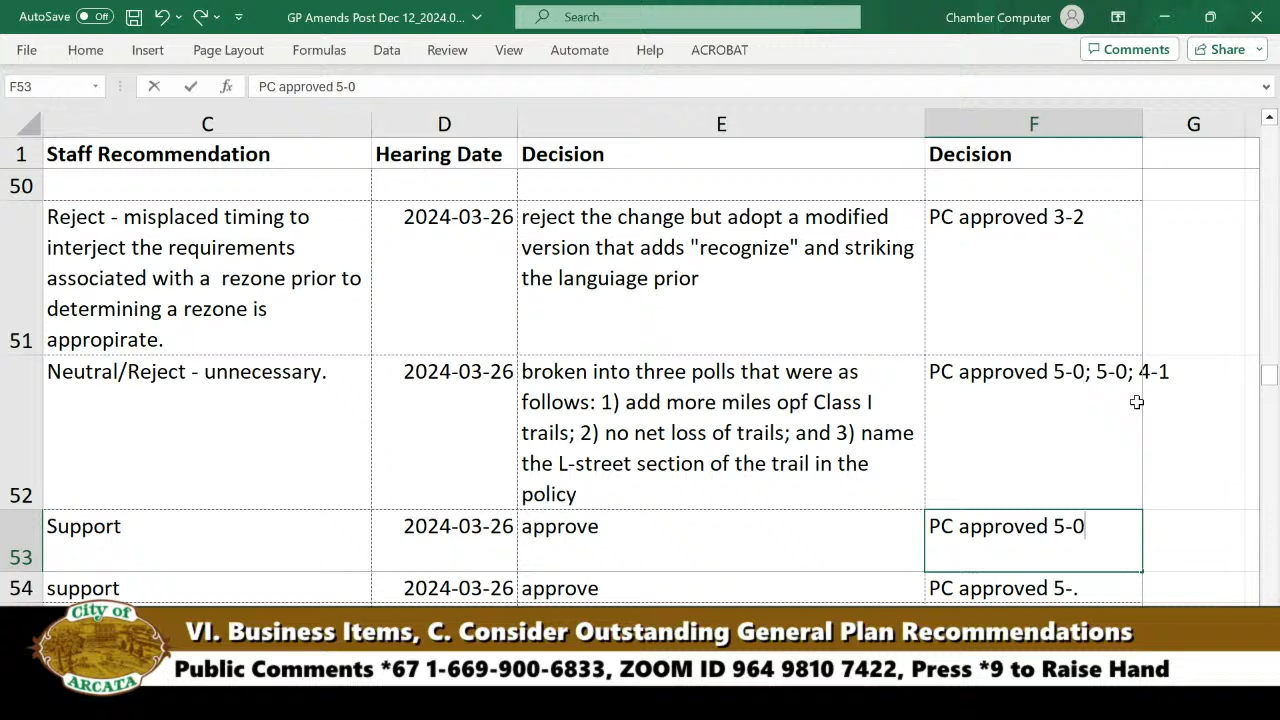 AutoSave Off GP Amends Post Dec 12_2024.0... Search Chamber Computer
File Home Insert Page Layout Formulas Data Review View Automate Help ACROBAT Comments Share
F53 fx PC approved 5-0
C D E F G
1 Staff Recommendation Hearing Date Decision Decision
50
Reject - misplaced timing to 2024-03-26 reject the change but adopt a modified PC approved 3-2
interject the requirements version that adds "recognize" and striking
associated with a rezone prior to the languiage prior
determining a rezone is
51 appropirate.
Neutral/Reject - unnecessary. 2024-03-26 broken into three polls that were as PC approved 5-0; 5-0; 4-1
follows: 1) add more miles opf Class I
trails; 2) no net loss of trails; and 3) name
the L-street section of the trail in the
52 policy
Support 2024-03-26 approve PC approved 5-0
53
54 support 2024-03-26 approve PC approved 5-.
City of
ARCATA
VI. Business Items, C. Consider Outstanding General Plan Recommendations
Public Comments *67 1-669-900-6833, ZOOM ID 964 9810 7422, Press *9 to Raise Hand